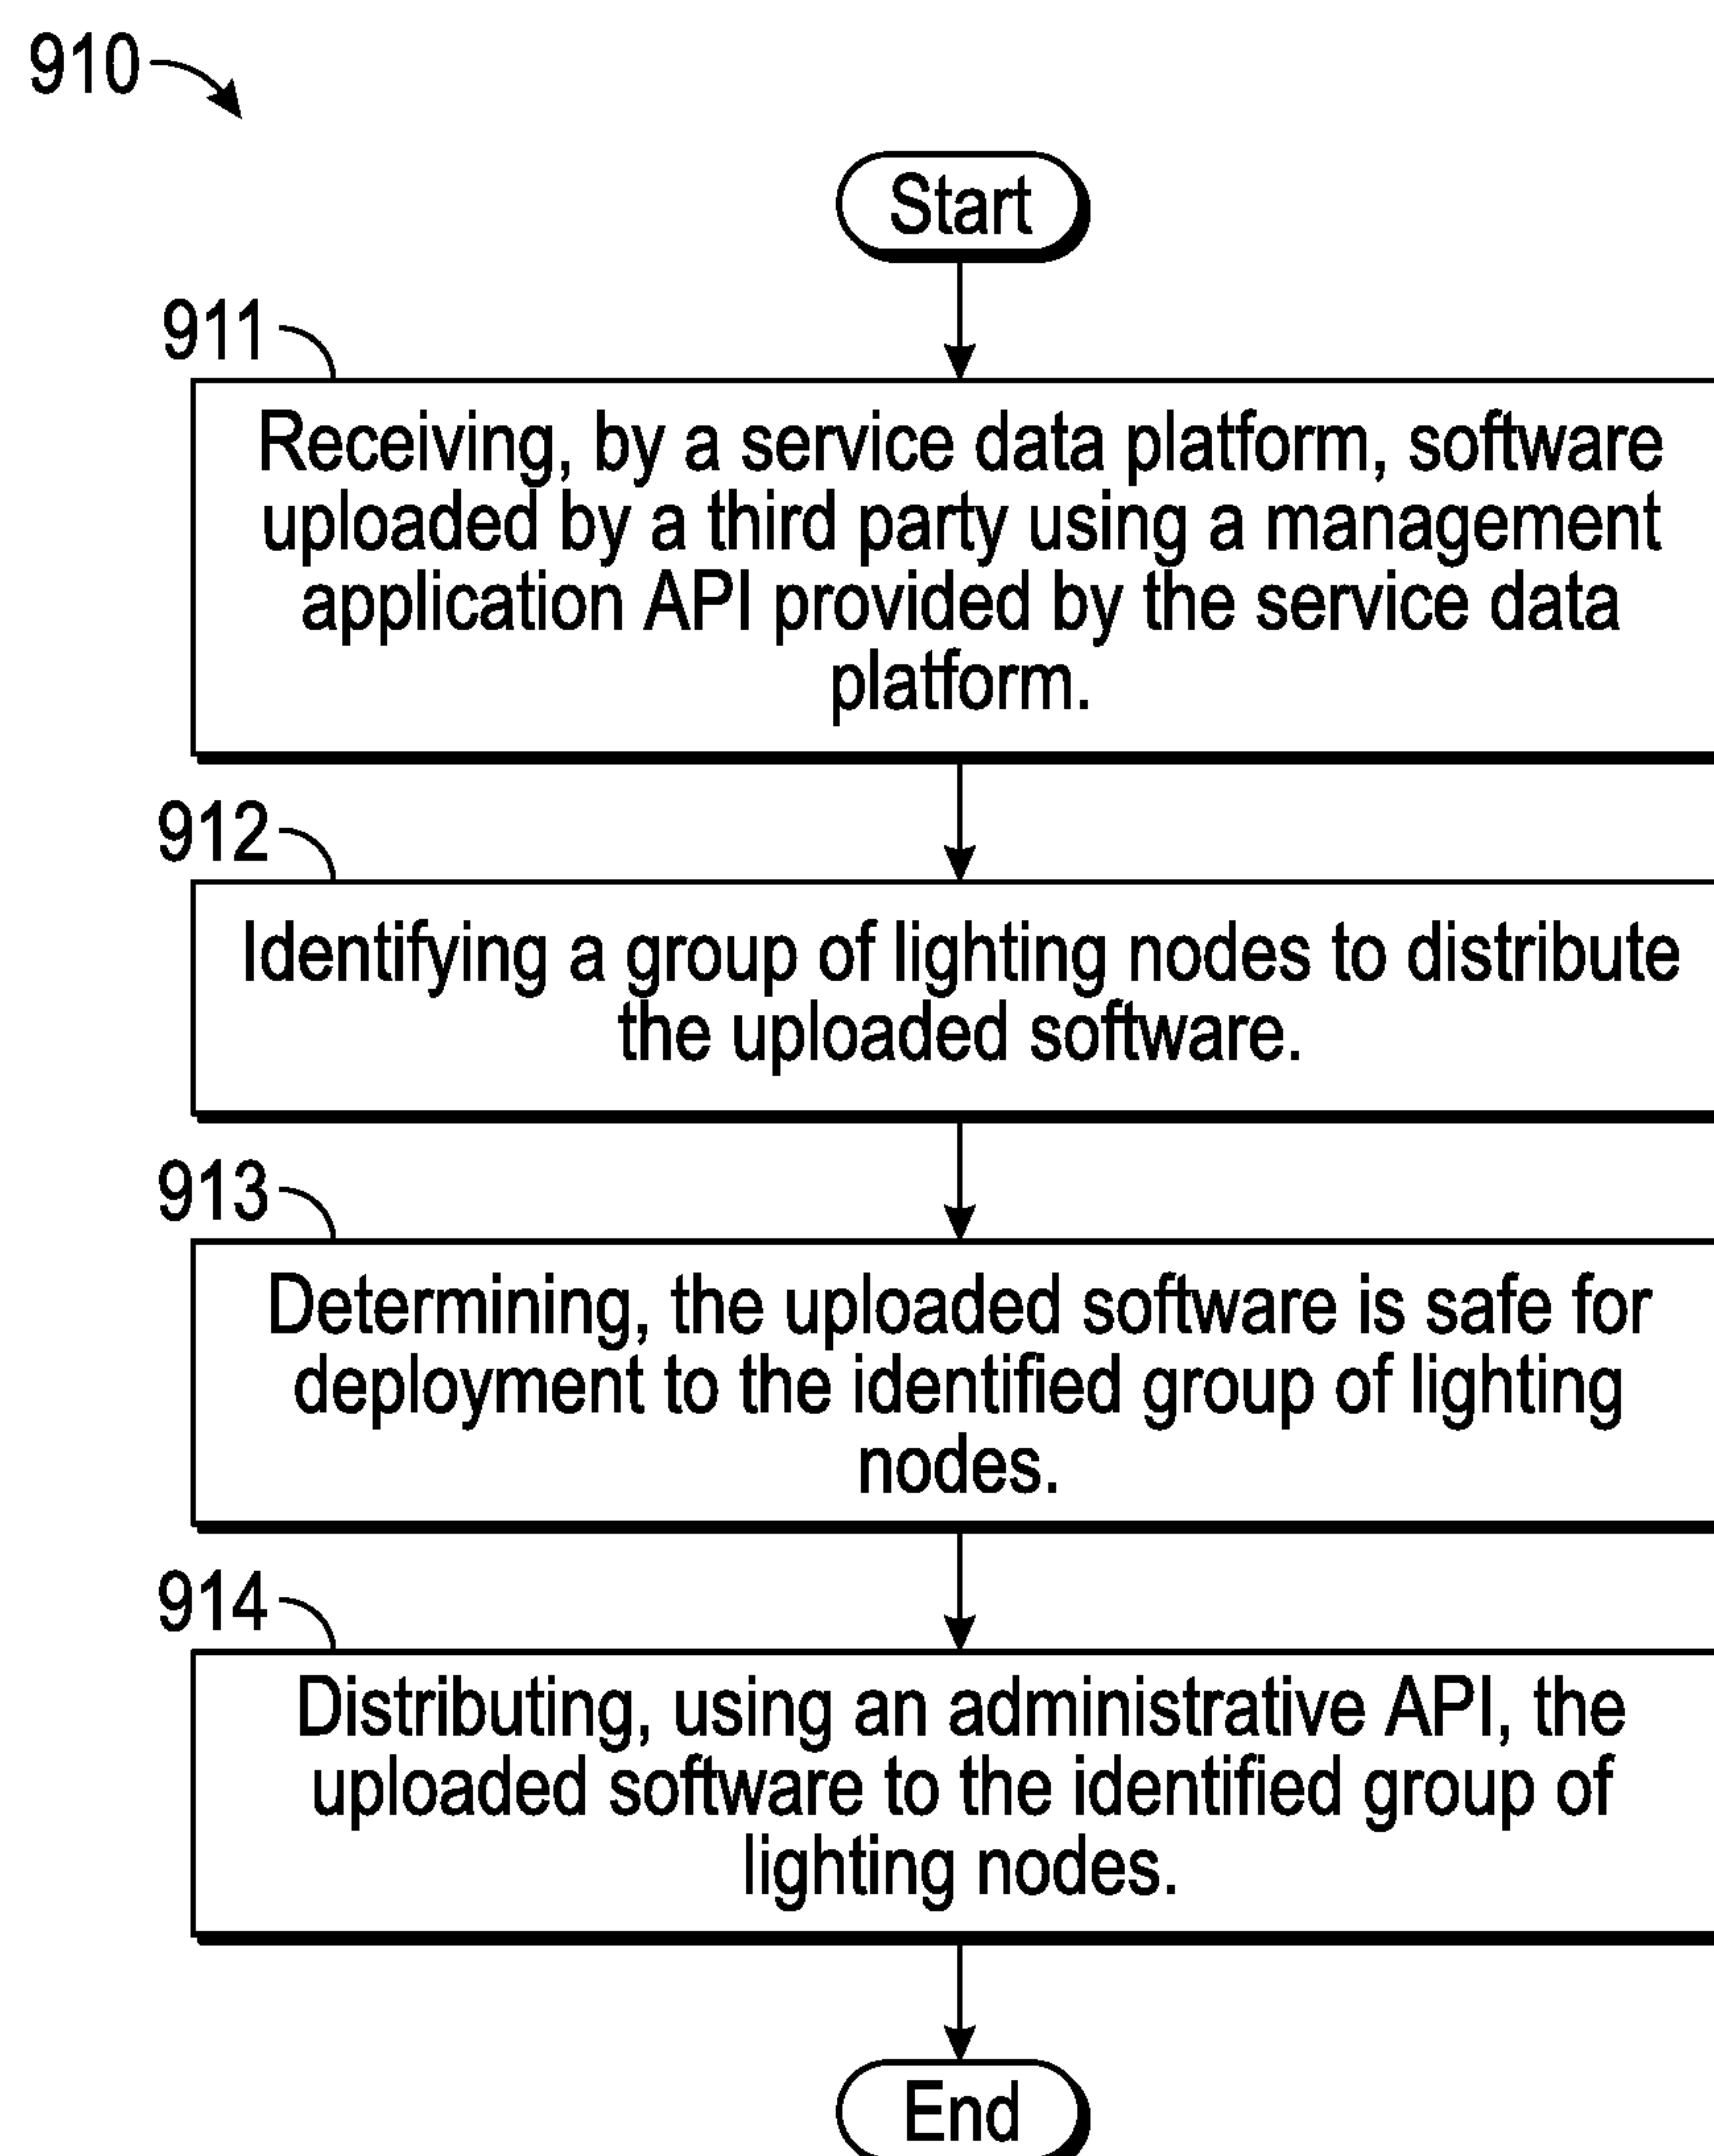 910
Start
911
Receiving, by a service data platform, software
uploaded by a third party using a management
application API provided by the service data
platform.
912
Identifying a group of lighting nodes to distribute
the uploaded software.
913
Determining, the uploaded software is safe for
deployment to the identified group of lighting
nodes.
914
Distributing, using an administrative API, the
uploaded software to the identified group of
lighting nodes.
End